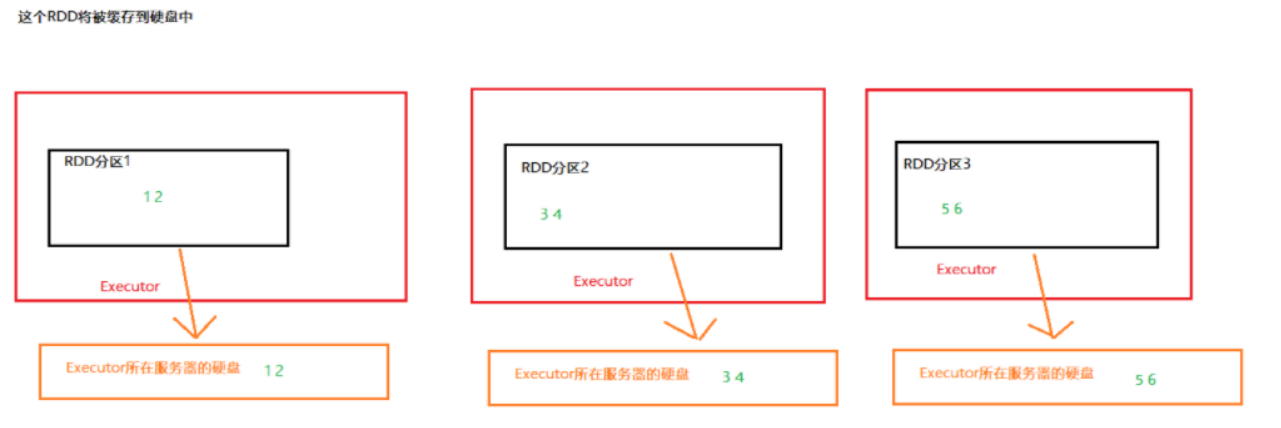 这个RDD将被缓存到硬盘中
RDD分区1
1 2
Executor
Executor所在服务器的硬盘 1 2
RDD分区2
3 4
Executor
Executor所在服务器的硬盘 3 4
RDD分区3
5 6
Executor
Executor所在服务器的硬盘 5 6